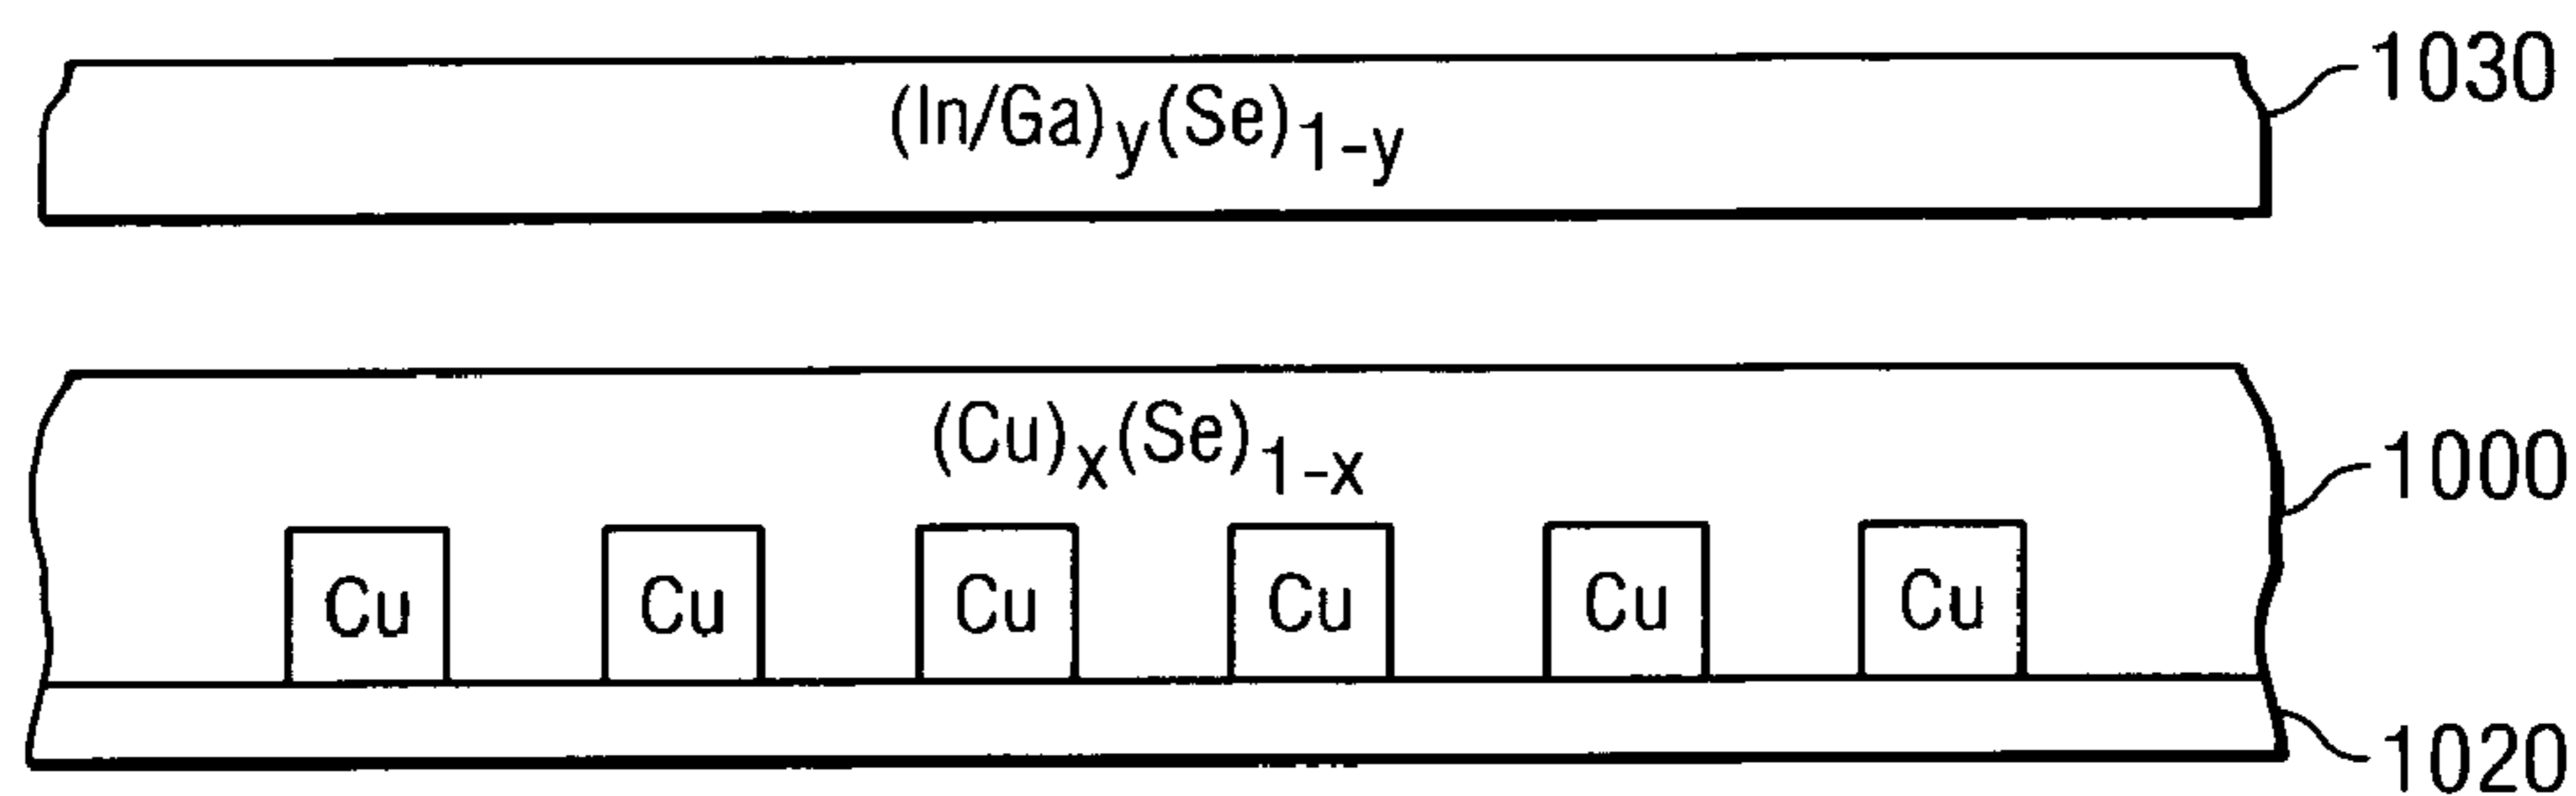 (In/Ga)y(Se)1-y
1030
(Cu)x(Se)1-x
1000
Cu Cu Cu Cu Cu Cu
1020